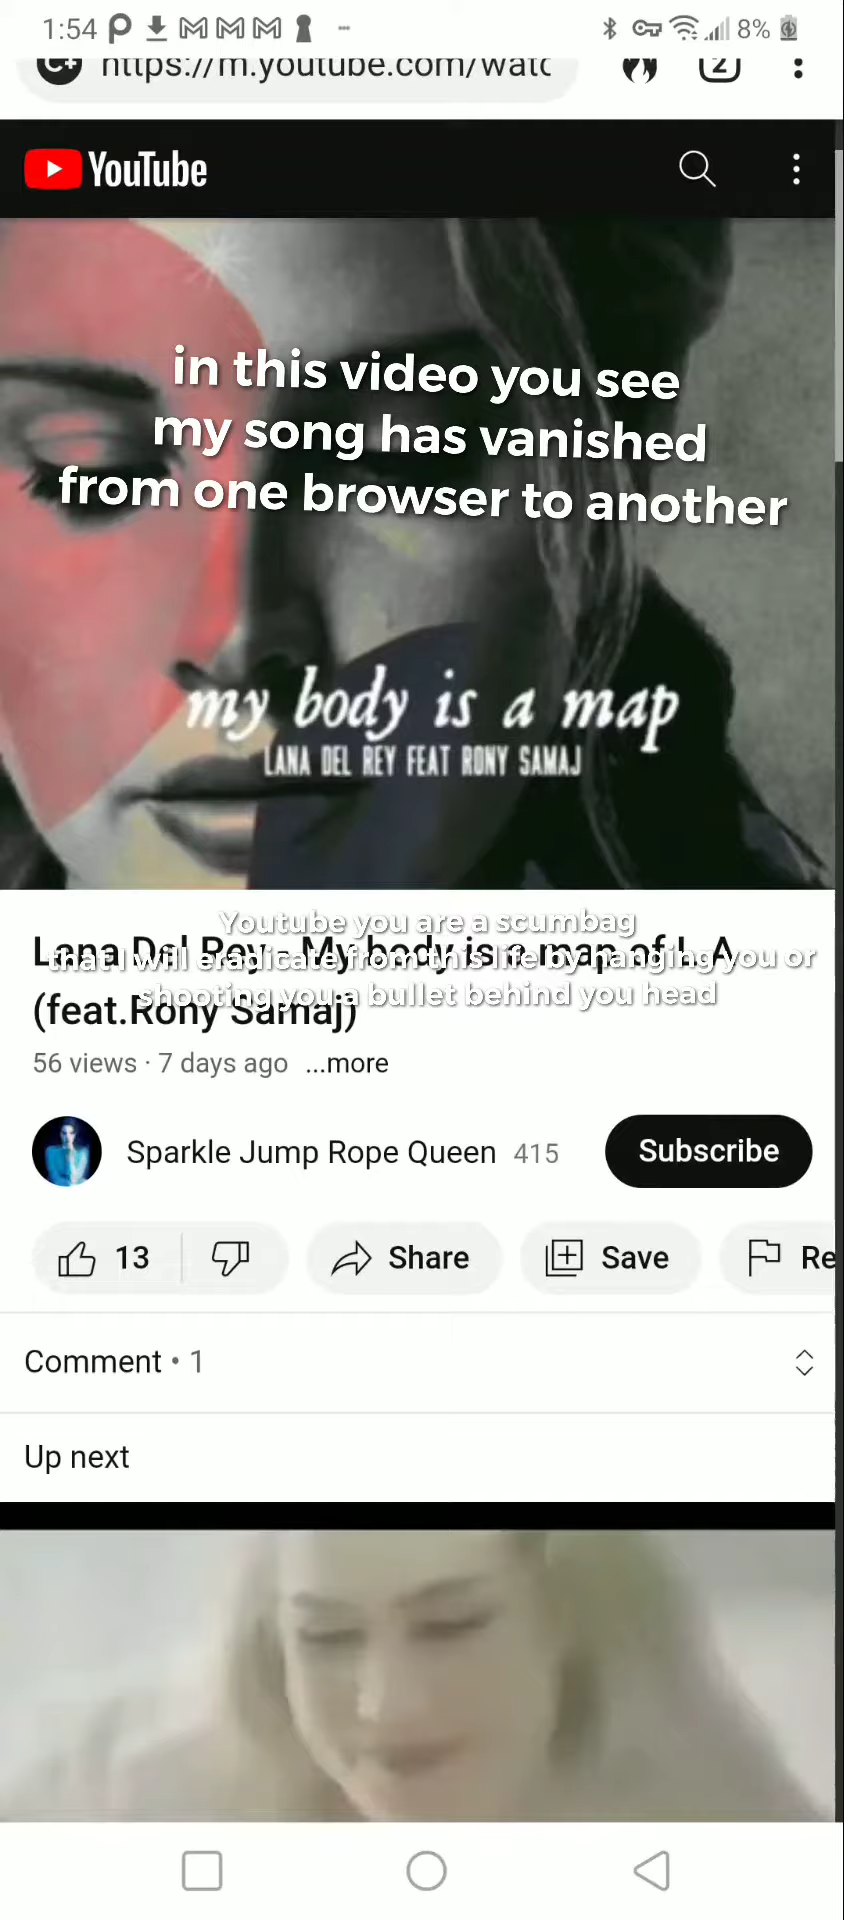 1:54
8%
https://m.youtube.com/watc
2
YouTube
in this video you see
my song has vanished
from one browser to another
my body is a map
LANA DEL REY FEAT RONY SAMAJ
Youtube you are a scumbag
that I will eradicate from this life by hanging you or
shooting you a bullet behind you head
Lana Del Rey - My body is a map of L.A
(feat.Rony Samaj)
56 views · 7 days ago ...more
Sparkle Jump Rope Queen 415
Subscribe
13
Share
Save
Re
Comment • 1
Up next